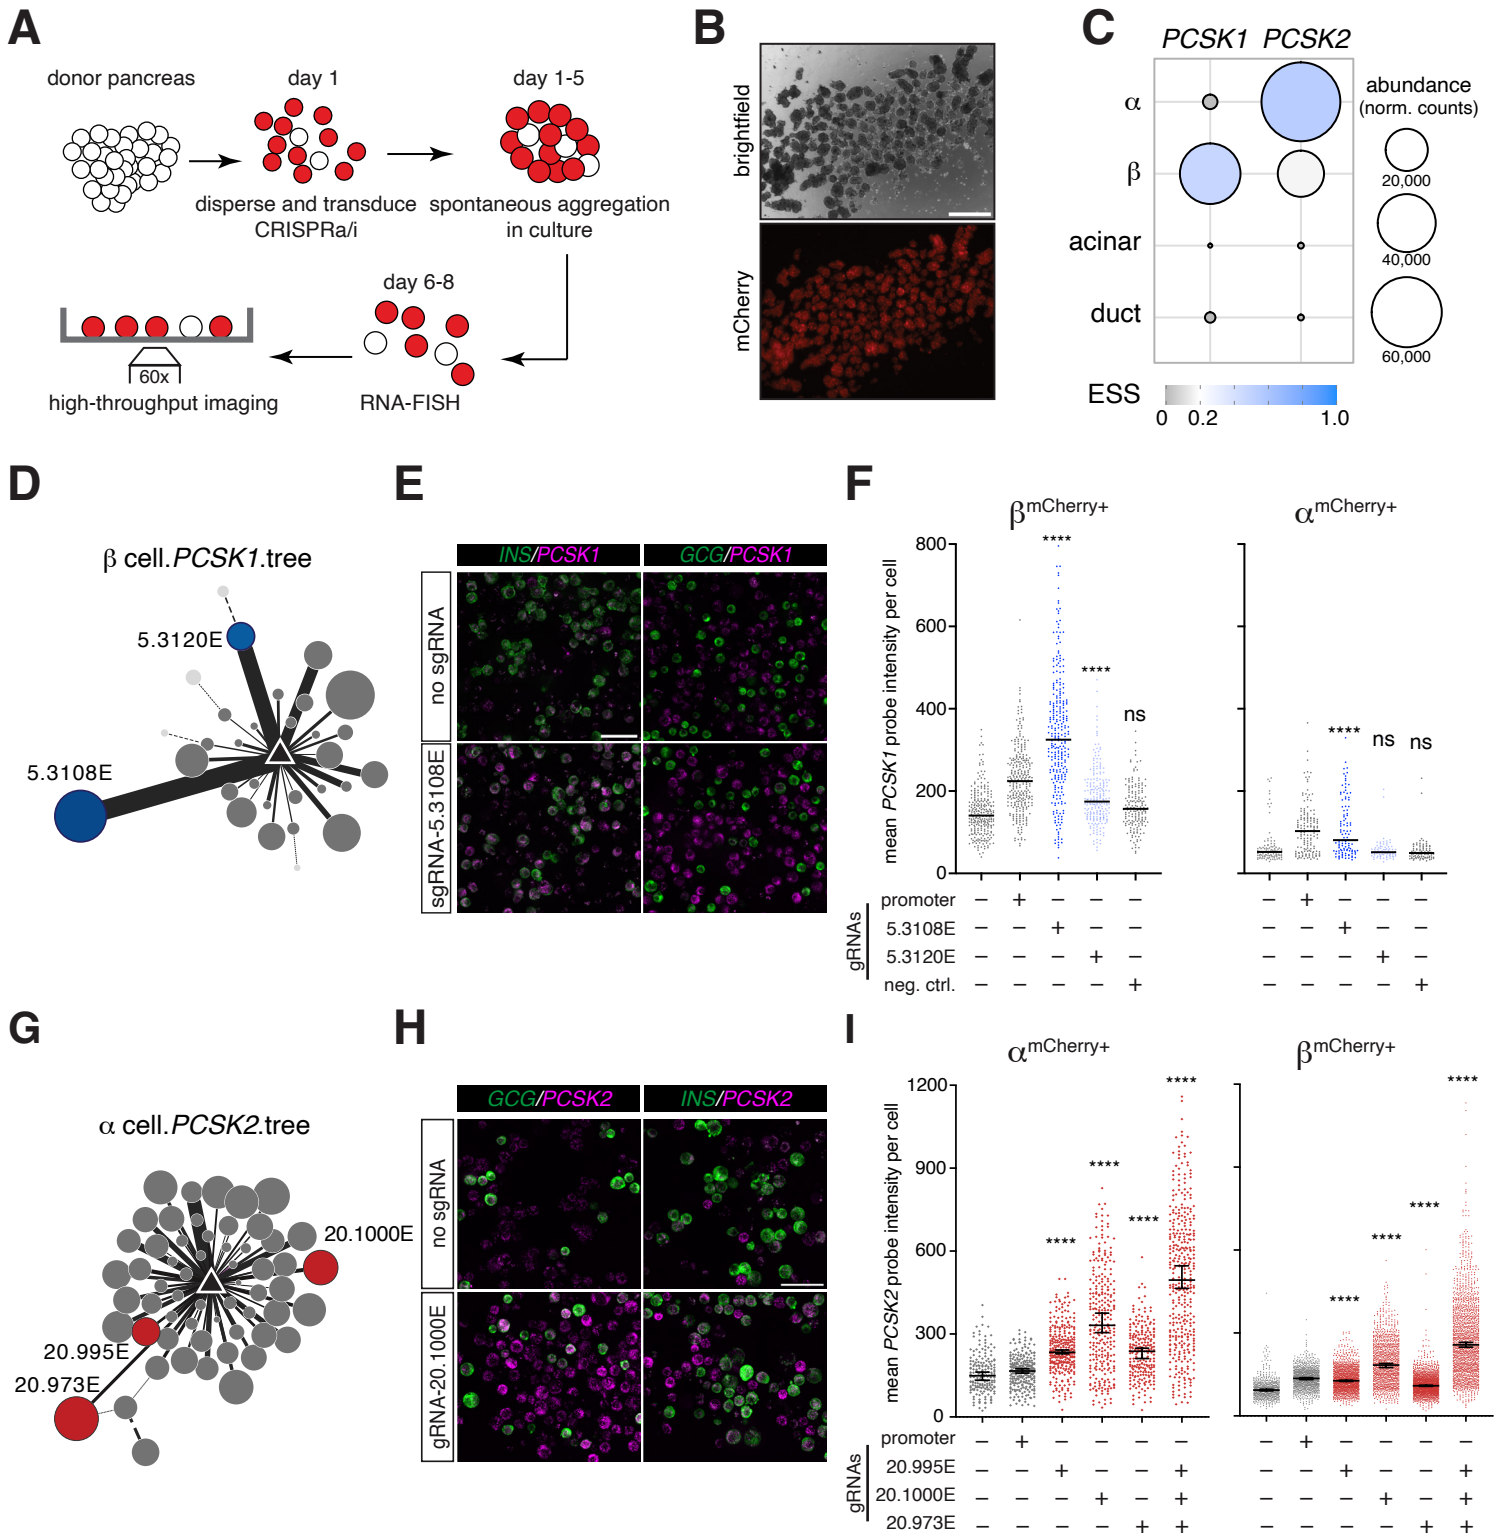 A
donor pancreas
day 1
day 1-5
disperse and transduce
CRISPRa/i
spontaneous aggregation
in culture
day 6-8
60x
high-throughput imaging
RNA-FISH
B
brightfield
mCherry
C
PCSK1 PCSK2
α
β
acinar
duct
abundance
(norm. counts)
20,000
40,000
60,000
ESS
0 0.2 1.0
D
β cell.PCSK1.tree
5.3120E
5.3108E
E
INS/PCSK1
GCG/PCSK1
no sgRNA
sgRNA-5.3108E
F
βmCherry+
αmCherry+
mean PCSK1 probe intensity per cell
800
600
400
200
0
****
****
ns
****
ns
ns
gRNAs
promoter − + − − − − + − − −
5.3108E − − + − − − − + − −
5.3120E − − − + − − − − + −
neg. ctrl. − − − − + − − − − +
G
α cell.PCSK2.tree
20.1000E
20.995E
20.973E
H
GCG/PCSK2
INS/PCSK2
no sgRNA
gRNA-20.1000E
I
αmCherry+
βmCherry+
mean PCSK2 probe intensity per cell
1200
900
600
300
0
****
****
****
****
****
****
****
****
gRNAs
promoter − + − − − − − + − − − −
20.995E − − + − − + − − + − − +
20.1000E − − − + − + − − − + − +
20.973E − − − − + + − − − − + +